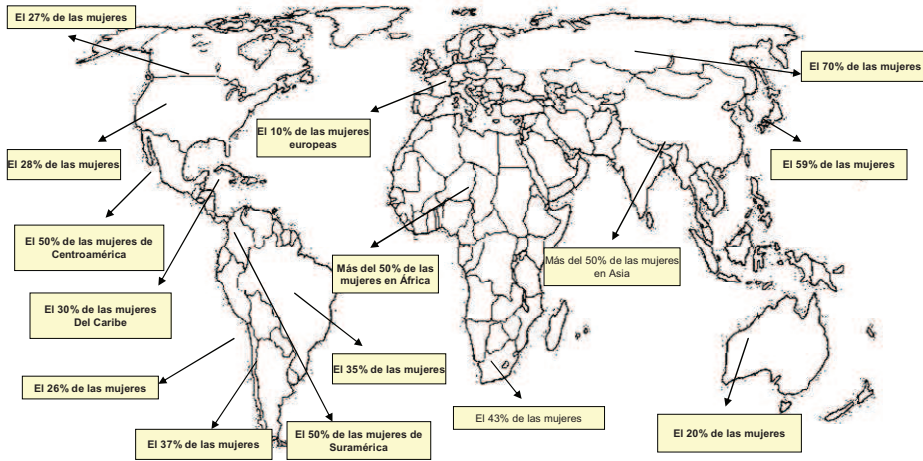 El 27% de las mujeres
El 70% de las mujeres
El 10% de las mujeres
europeas
El 28% de las mujeres
El 59% de las mujeres
El 50% de las mujeres de
Centroamérica
Más del 50% de las
mujeres en África
Más del 50% de las mujeres
en Asia
El 30% de las mujeres
Del Caribe
El 35% de las mujeres
El 26% de las mujeres
El 43% de las mujeres
El 20% de las mujeres
El 37% de las mujeres
El 50% de las mujeres de
Suramérica